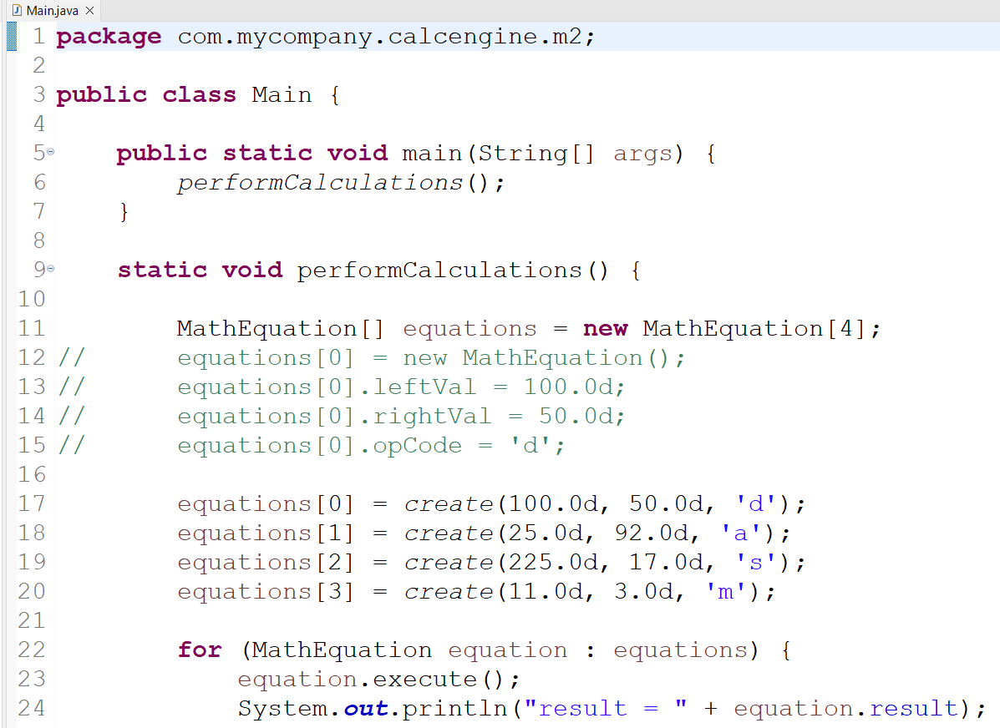 Main.java
1 package com.mycompany.calcengine.m2;
2
3 public class Main {
4
5     public static void main(String[] args) {
6         performCalculations();
7     }
8
9     static void performCalculations() {
10
11         MathEquation[] equations = new MathEquation[4];
12 //      equations[0] = new MathEquation();
13 //      equations[0].leftVal = 100.0d;
14 //      equations[0].rightVal = 50.0d;
15 //      equations[0].opCode = 'd';
16
17         equations[0] = create(100.0d, 50.0d, 'd');
18         equations[1] = create(25.0d, 92.0d, 'a');
19         equations[2] = create(225.0d, 17.0d, 's');
20         equations[3] = create(11.0d, 3.0d, 'm');
21
22         for (MathEquation equation : equations) {
23             equation.execute();
24             System.out.println("result = " + equation.result);